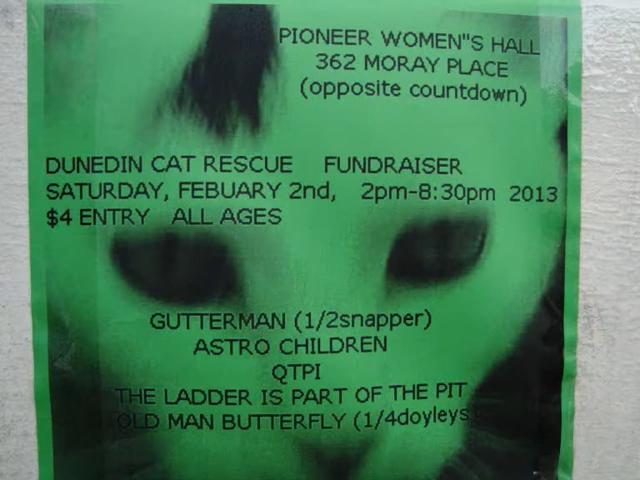 PIONEER WOMEN"S HALL
362 MORAY PLACE
(opposite countdown)
DUNEDIN CAT RESCUE FUNDRAISER
SATURDAY, FEBUARY 2nd, 2pm-8:30pm 2013
$4 ENTRY ALL AGES
GUTTERMAN (1/2snapper)
ASTRO CHILDREN
QTPI
THE LADDER IS PART OF THE PIT
OLD MAN BUTTERFLY (1/4doyleys